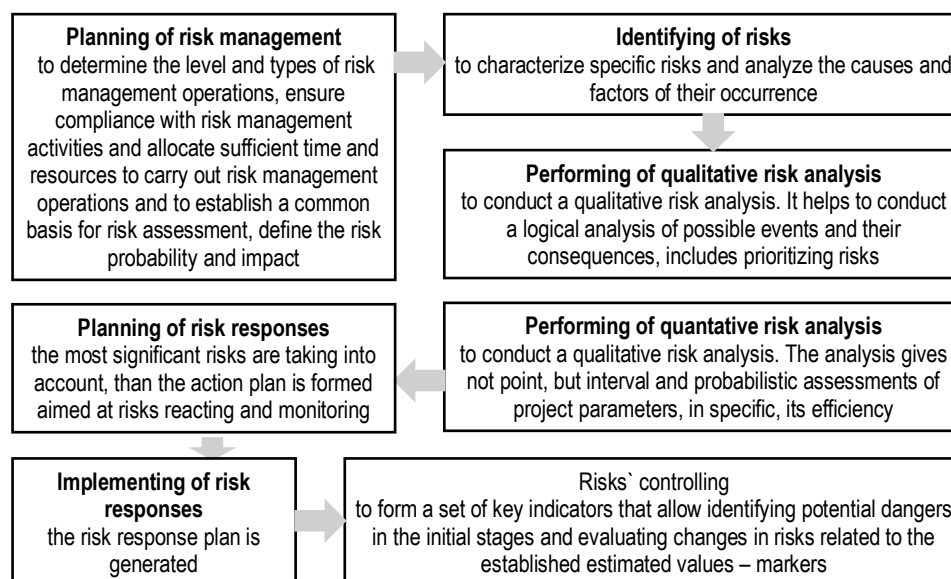 Planning of risk management
to determine the level and types of risk
management operations, ensure
compliance with risk management
activities and allocate sufficient time and
resources to carry out risk management
operations and to establish a common
basis for risk assessment, define the risk
probability and impact
Identifying of risks
to characterize specific risks and analyze the causes and
factors of their occurrence
Performing of qualitative risk analysis
to conduct a qualitative risk analysis. It helps to conduct
a logical analysis of possible events and their
consequences, includes prioritizing risks
Performing of quantative risk analysis
to conduct a qualitative risk analysis. The analysis gives
not point, but interval and probabilistic assessments of
project parameters, in specific, its efficiency
Planning of risk responses
the most significant risks are taking into
account, than the action plan is formed
aimed at risks reacting and monitoring
Implementing of risk
responses
the risk response plan is
generated
Risks` controlling
to form a set of key indicators that allow identifying potential dangers
in the initial stages and evaluating changes in risks related to the
established estimated values – markers